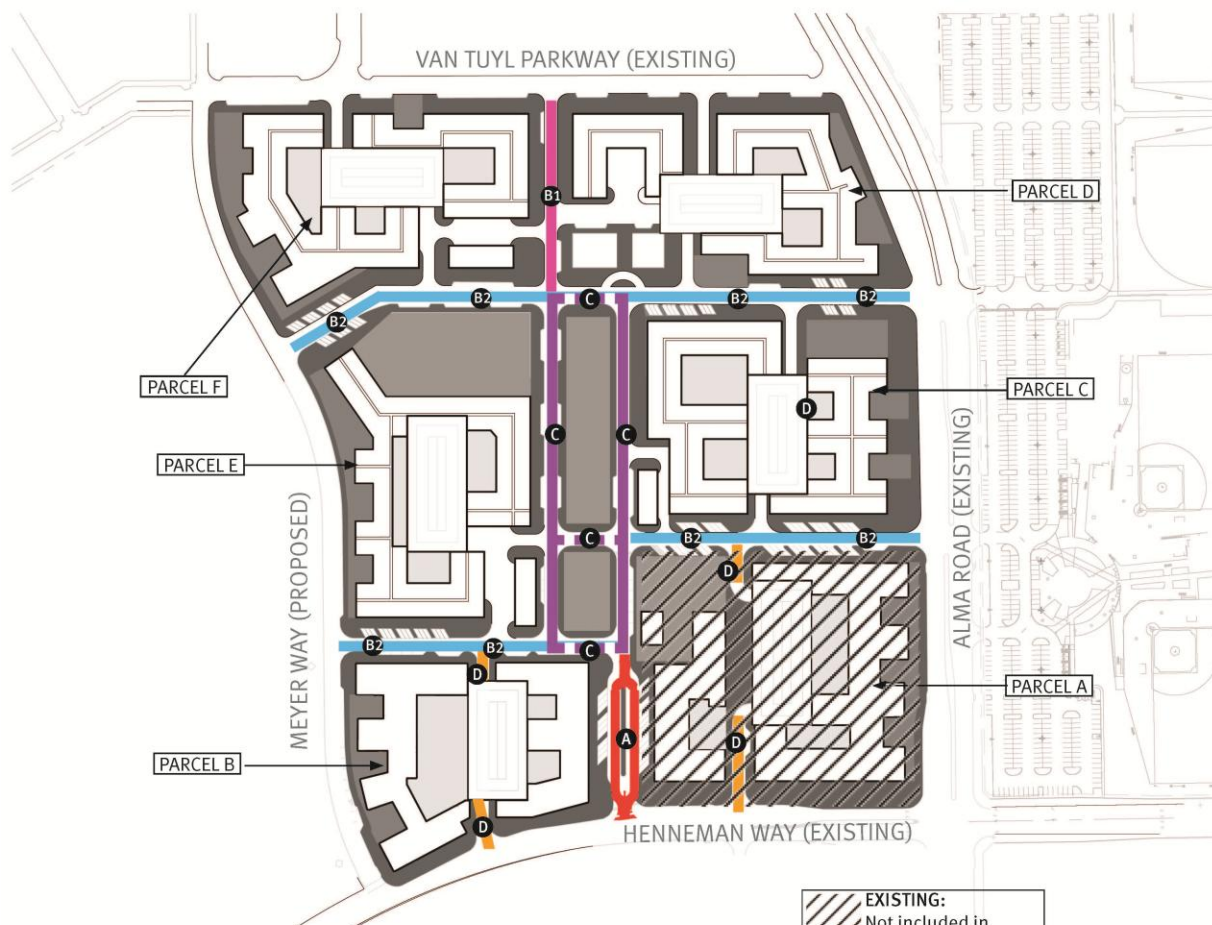 VAN TUYL PARKWAY (EXISTING)
PARCEL D
B1
B2
C
B2
B2
B2
PARCEL F
D
PARCEL C
C
C
PARCEL E
MEYER WAY (PROPOSED)
ALMA ROAD (EXISTING)
C
B2
B2
D
B2
B2
C
D
PARCEL A
A
D
PARCEL B
D
HENNEMAN WAY (EXISTING)
EXISTING:
Not included in